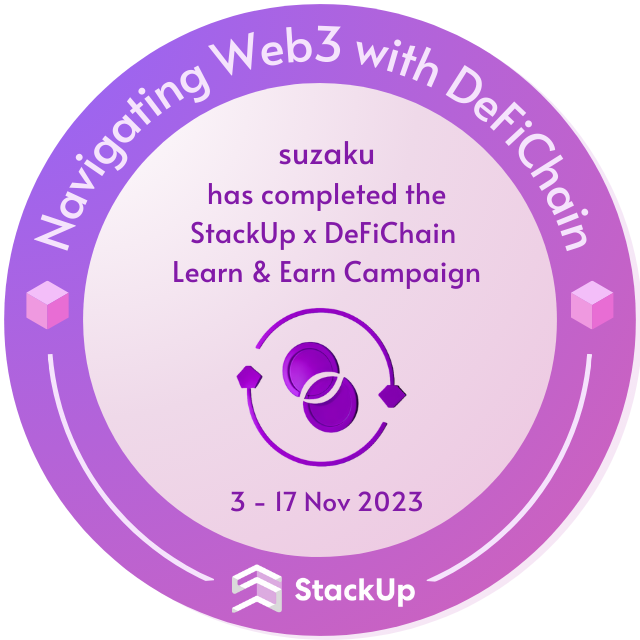 Navigating Web3 with DeFiChain
suzaku
has completed the
StackUp x DeFiChain
Learn & Earn Campaign
3 - 17 Nov 2023
StackUp